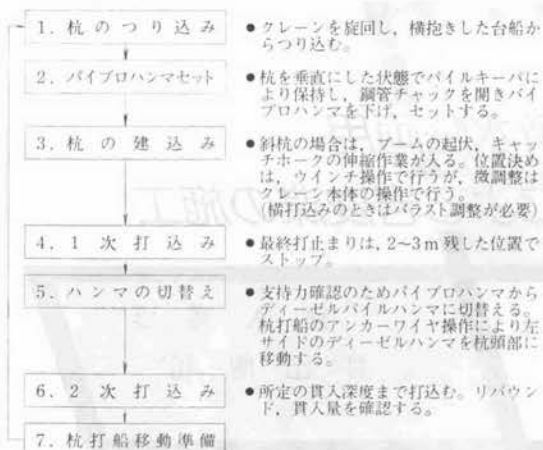 1. 杭のつり込み
●クレーンを旋回し，横抱きした台船か
らつり込む。
2. バイブロハンマセット
●杭を垂直にした状態でパイルキーパに
より保持し，鋼管チャックを開きバイ
ブロハンマを下げ，セットする。
3. 杭の建込み
●斜杭の場合は，ブームの起伏，キャッ
チホークの伸縮作業が入る。位置決め
は，ウインチ操作で行うが，微調整は
クレーン本体の操作で行う。
(横打込みのときはバラスト調整が必要)
4. 1次打込み
●最終打止まりは，2~3m残した位置で
ストップ。
5. ハンマの切替え
●支持力確認のためバイブロハンマから
ディーゼルパイルハンマに切替える。
杭打船のアンカーワイヤ操作により左
サイドのディーゼルハンマを杭頭部に
移動する。
6. 2次打込み
●所定の貫入深度まで打込む。リバウン
ド，貫入量を確認する。
7. 杭打船移動準備